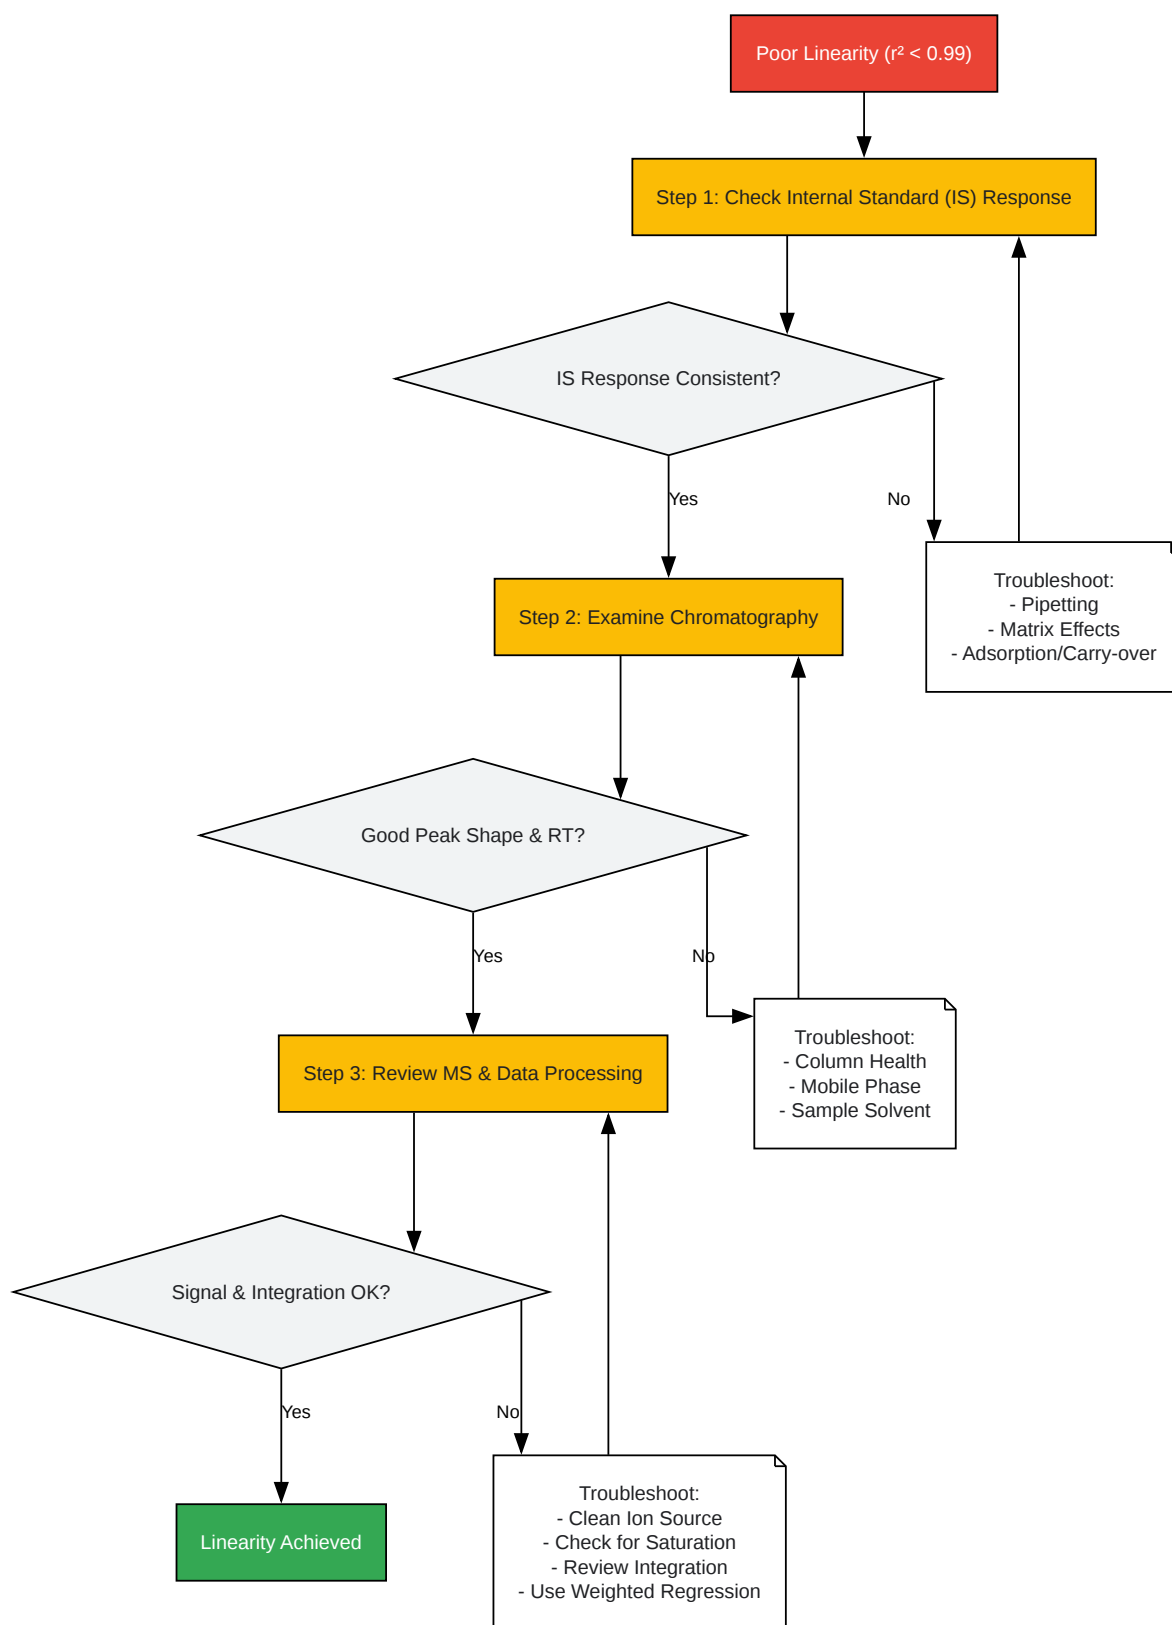 Poor Linearity (r² < 0.99)
Step 1: Check Internal Standard (IS) Response
IS Response Consistent?
Yes
No
Troubleshoot:
- Pipetting
- Matrix Effects
- Adsorption/Carry-over
Step 2: Examine Chromatography
Good Peak Shape & RT?
Yes
No
Troubleshoot:
- Column Health
- Mobile Phase
- Sample Solvent
Step 3: Review MS & Data Processing
Signal & Integration OK?
Yes
No
Troubleshoot:
- Clean Ion Source
- Check for Saturation
- Review Integration
- Use Weighted Regression
Linearity Achieved